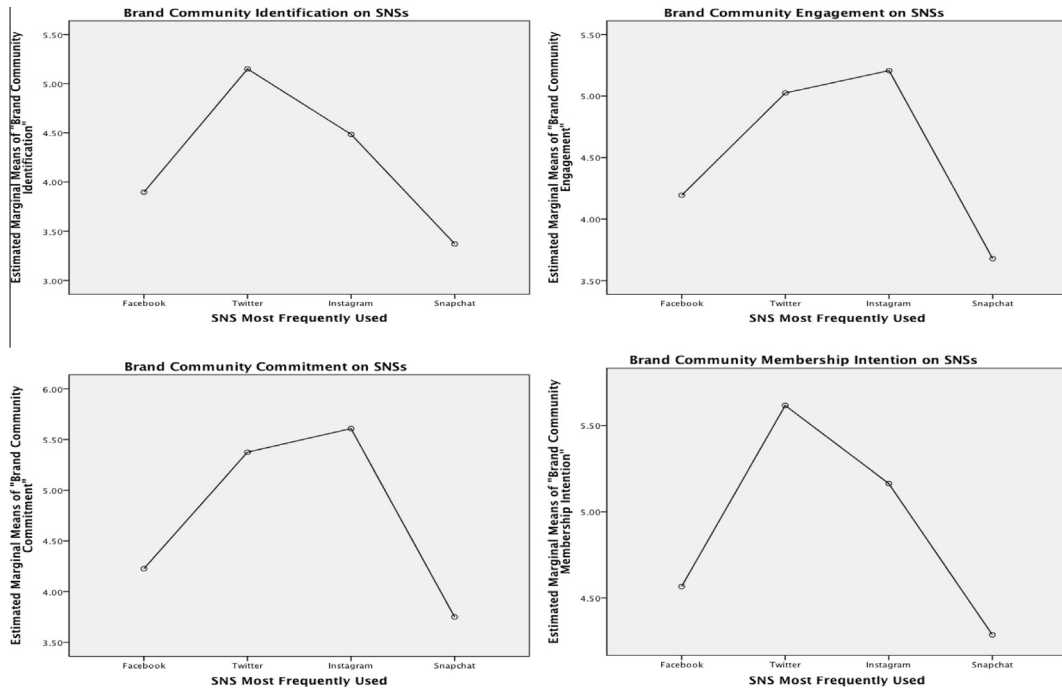 Brand Community Identification on SNSs
Estimated Marginal Means of "Brand Community
Identification"
5.50
5.00
4.50
4.00
3.50
3.00
Facebook Twitter Instagram Snapchat
SNS Most Frequently Used
Brand Community Engagement on SNSs
Estimated Marginal Means of "Brand Community
Engagement"
5.50
5.00
4.50
4.00
3.50
Facebook Twitter Instagram Snapchat
SNS Most Frequently Used
Brand Community Commitment on SNSs
Estimated Marginal Means of "Brand Community
Commitment"
6.00
5.50
5.00
4.50
4.00
3.50
Facebook Twitter Instagram Snapchat
SNS Most Frequently Used
Brand Community Membership Intention on SNSs
Estimated Marginal Means of "Brand Community
Membership Intention"
5.50
5.00
4.50
Facebook Twitter Instagram Snapchat
SNS Most Frequently Used